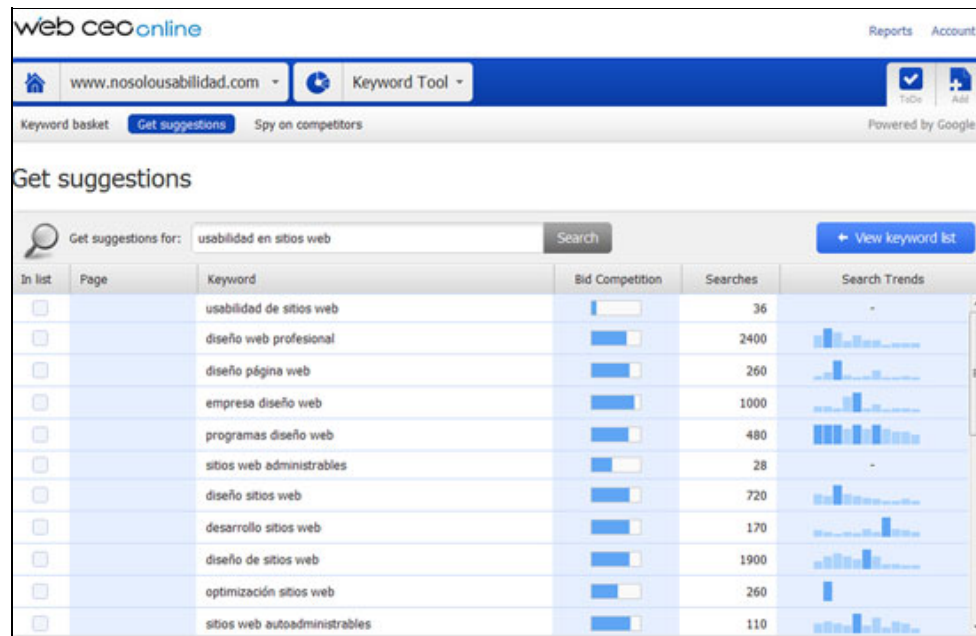 web ceo online
Reports Account
www.nosolousabilidad.com Keyword Tool
ToDo Add
Keyword basket Get suggestions Spy on competitors Powered by Google
Get suggestions
Get suggestions for: usabilidad en sitios web Search View keyword list
In list Page Keyword Bid Competition Searches Search Trends
usabilidad de sitios web 36 -
diseño web profesional 2400
diseño página web 260
empresa diseño web 1000
programas diseño web 480
sitios web administrables 28 -
diseño sitios web 720
desarrollo sitios web 170
diseño de sitios web 1900
optimización sitios web 260
sitios web autoadministrables 110